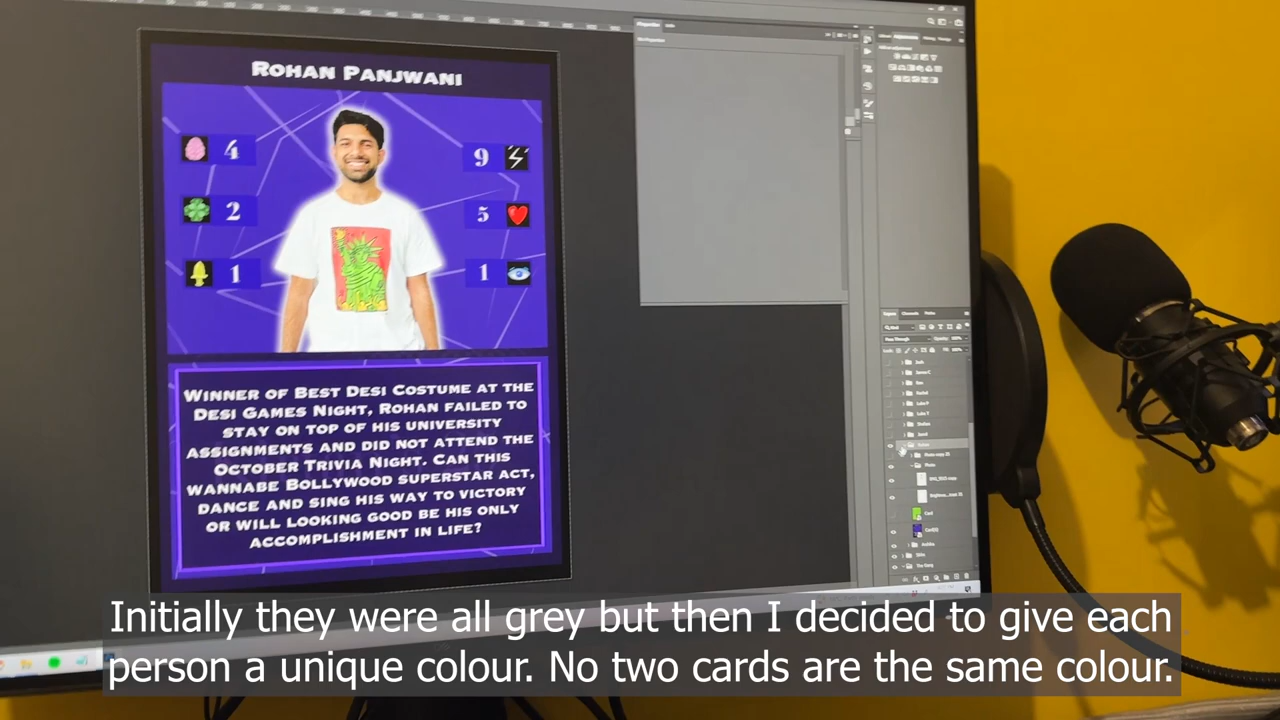 Rohan Panjwani
4
9
2
5
1
1
Winner of Best Desi Costume at the
Desi Games Night, Rohan failed to
stay on top of his university
assignments and did not attend the
October Trivia Night. Can this
wannabe Bollywood superstar act,
dance and sing his way to victory
or will looking good be his only
accomplishment in life?
Initially they were all grey but then I decided to give each
person a unique colour. No two cards are the same colour.